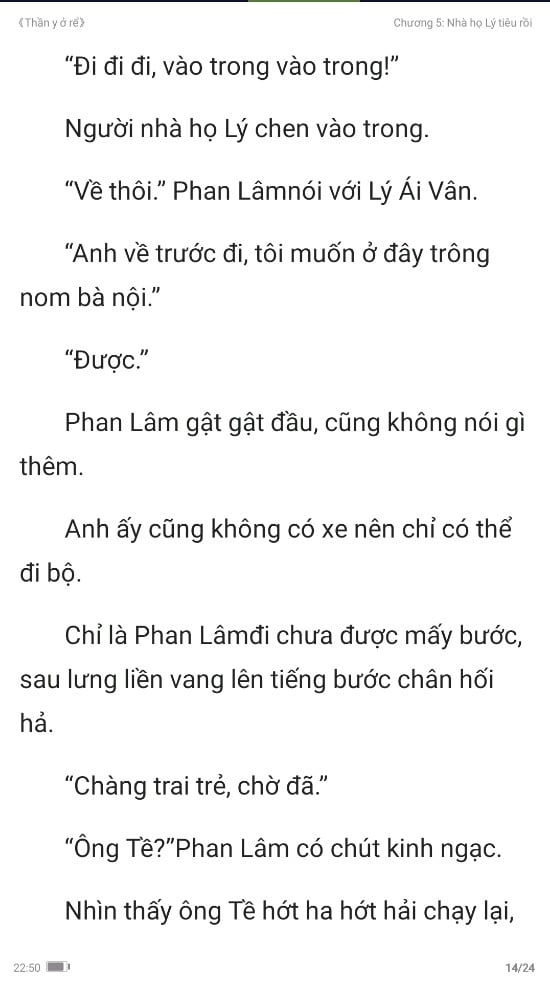 《Thần y ở rể》
Chương 5: Nhà họ Lý tiêu rồi
“Đi đi đi, vào trong vào trong!”
Người nhà họ Lý chen vào trong.
“Về thôi.” Phan Lâmnói với Lý Ái Vân.
“Anh về trước đi, tôi muốn ở đây trông
nom bà nội.”
“Được.”
Phan Lâm gật gật đầu, cũng không nói gì
thêm.
Anh ấy cũng không có xe nên chỉ có thể
đi bộ.
Chỉ là Phan Lâmđi chưa được mấy bước,
sau lưng liền vang lên tiếng bước chân hối
hả.
“Chàng trai trẻ, chờ đã.”
“Ông Tề?”Phan Lâm có chút kinh ngạc.
Nhìn thấy ông Tề hớt ha hớt hải chạy lại,
22:50
14/24